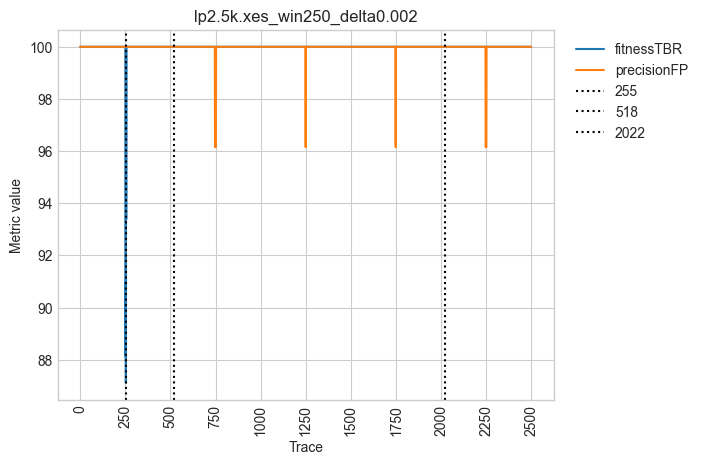 lp2.5k.xes_win250_delta0.002
fitnessTBR
precisionFP
255
518
2022
Metric value
100
98
96
94
92
90
88
0 250 500 750 1000 1250 1500 1750 2000 2250 2500
Trace